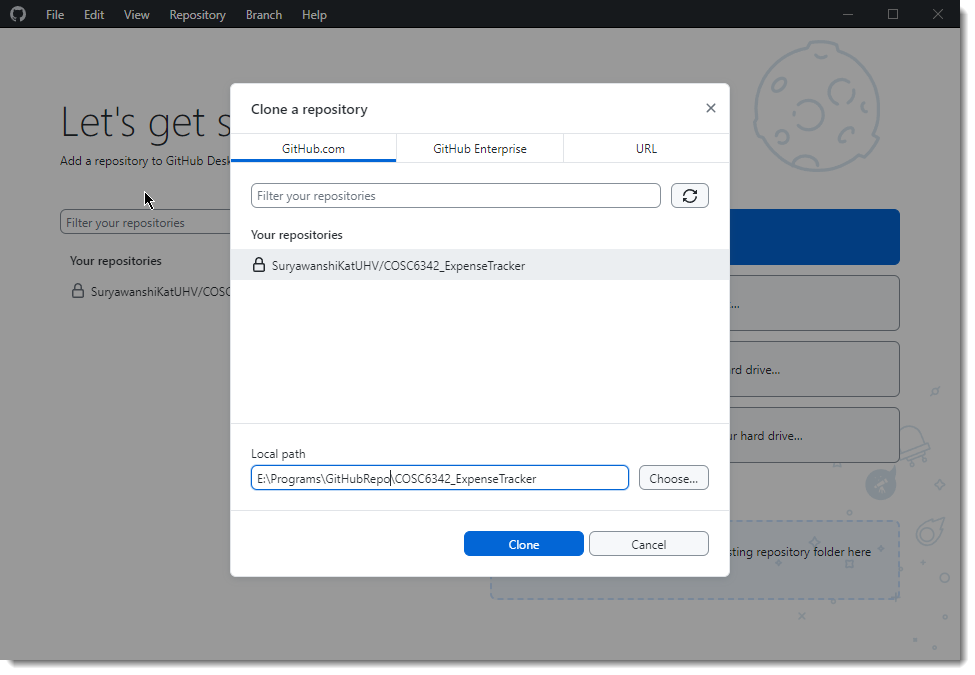 File Edit View Repository Branch Help
Let's get s
Add a repository to GitHub Desk
Filter your repositories
Your repositories
SuryawanshiKatUHV/COSC
Clone a repository
GitHub.com GitHub Enterprise URL
Filter your repositories
Your repositories
SuryawanshiKatUHV/COSC6342_ExpenseTracker
Local path
E:\Programs\GitHubRepo\COSC6342_ExpenseTracker
Choose...
Clone Cancel
...
rd drive...
ur hard drive...
sting repository folder here